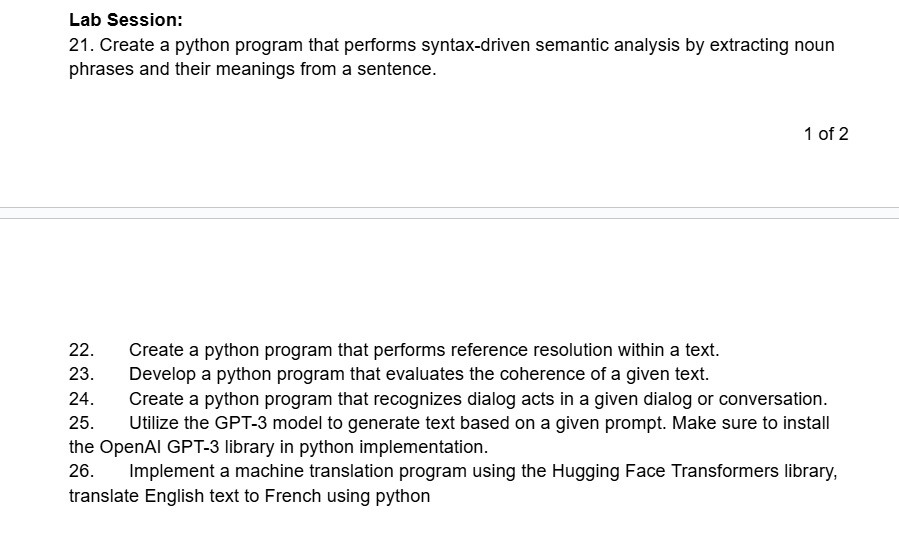 Lab Session:
21. Create a python program that performs syntax-driven semantic analysis by extracting noun
phrases and their meanings from a sentence.
1 of 2
22. Create a python program that performs reference resolution within a text.
23. Develop a python program that evaluates the coherence of a given text.
24. Create a python program that recognizes dialog acts in a given dialog or conversation.
25. Utilize the GPT-3 model to generate text based on a given prompt. Make sure to install
the OpenAI GPT-3 library in python implementation.
26. Implement a machine translation program using the Hugging Face Transformers library,
translate English text to French using python